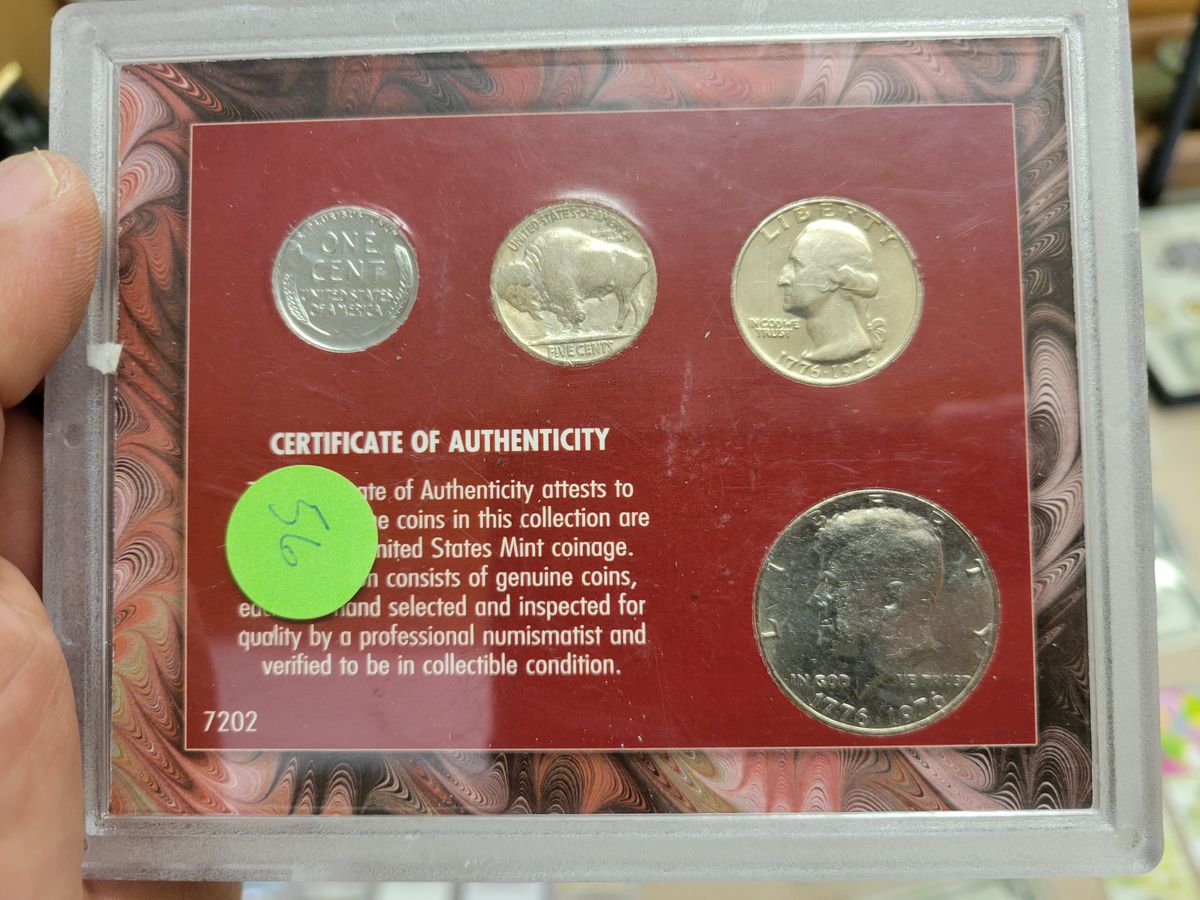 PLURIBUS
ONE
CENT
UNITED STATES
OF AMERICA
UNITED STATES OF AMERICA
FIVE CENTS
LIBERTY
IN GOD WE
TRUST
1776·1976
CERTIFICATE OF AUTHENTICITY
ate of Authenticity attests to
e coins in this collection are
nited States Mint coinage.
n consists of genuine coins,
hand selected and inspected for
quality by a professional numismatist and
verified to be in collectible condition.
56
7202
LIBERTY
IN GOD WE TRUST
1776·1976